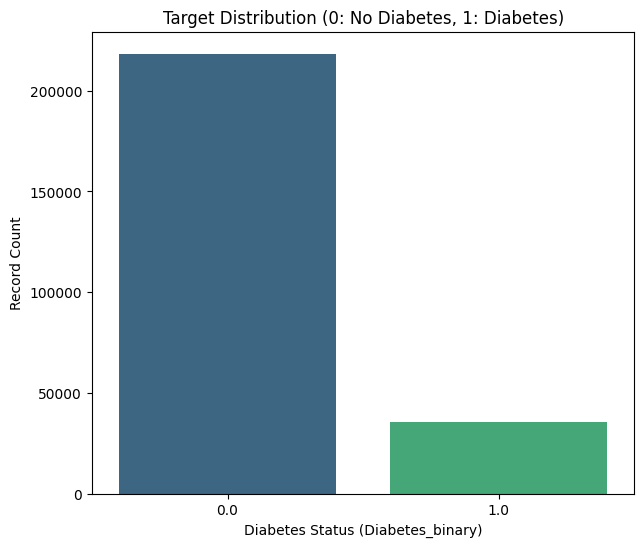 Target Distribution (0: No Diabetes, 1: Diabetes)
200000
150000
100000
50000
0
Record Count
0.0
1.0
Diabetes Status (Diabetes_binary)